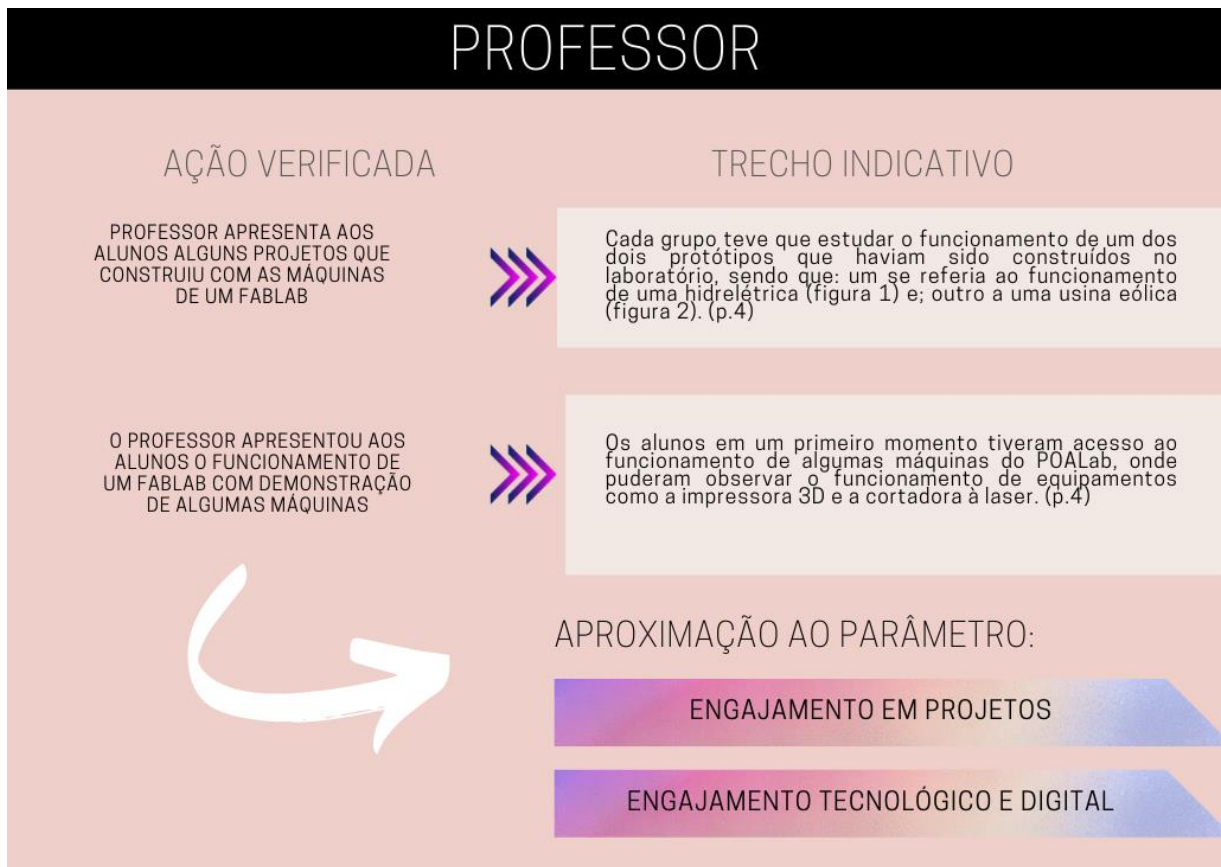 PROFESSOR
AÇÃO VERIFICADA
TRECHO INDICATIVO
PROFESSOR APRESENTA AOS
ALUNOS ALGUNS PROJETOS QUE
CONSTRUIU COM AS MÁQUINAS
DE UM FABLAB
Cada grupo teve que estudar o funcionamento de um dos
dois protótipos que haviam sido construídos no
laboratório, sendo que: um se referia ao funcionamento
de uma hidrelétrica (figura 1) e; outro a uma usina eólica
(figura 2). (p.4)
O PROFESSOR APRESENTOU AOS
ALUNOS O FUNCIONAMENTO DE
UM FABLAB COM DEMONSTRAÇÃO
DE ALGUMAS MÁQUINAS
Os alunos em um primeiro momento tiveram acesso ao
funcionamento de algumas máquinas do POALab, onde
puderam observar o funcionamento de equipamentos
como a impressora 3D e a cortadora à laser. (p.4)
APROXIMAÇÃO AO PARÂMETRO:
ENGAJAMENTO EM PROJETOS
ENGAJAMENTO TECNOLÓGICO E DIGITAL